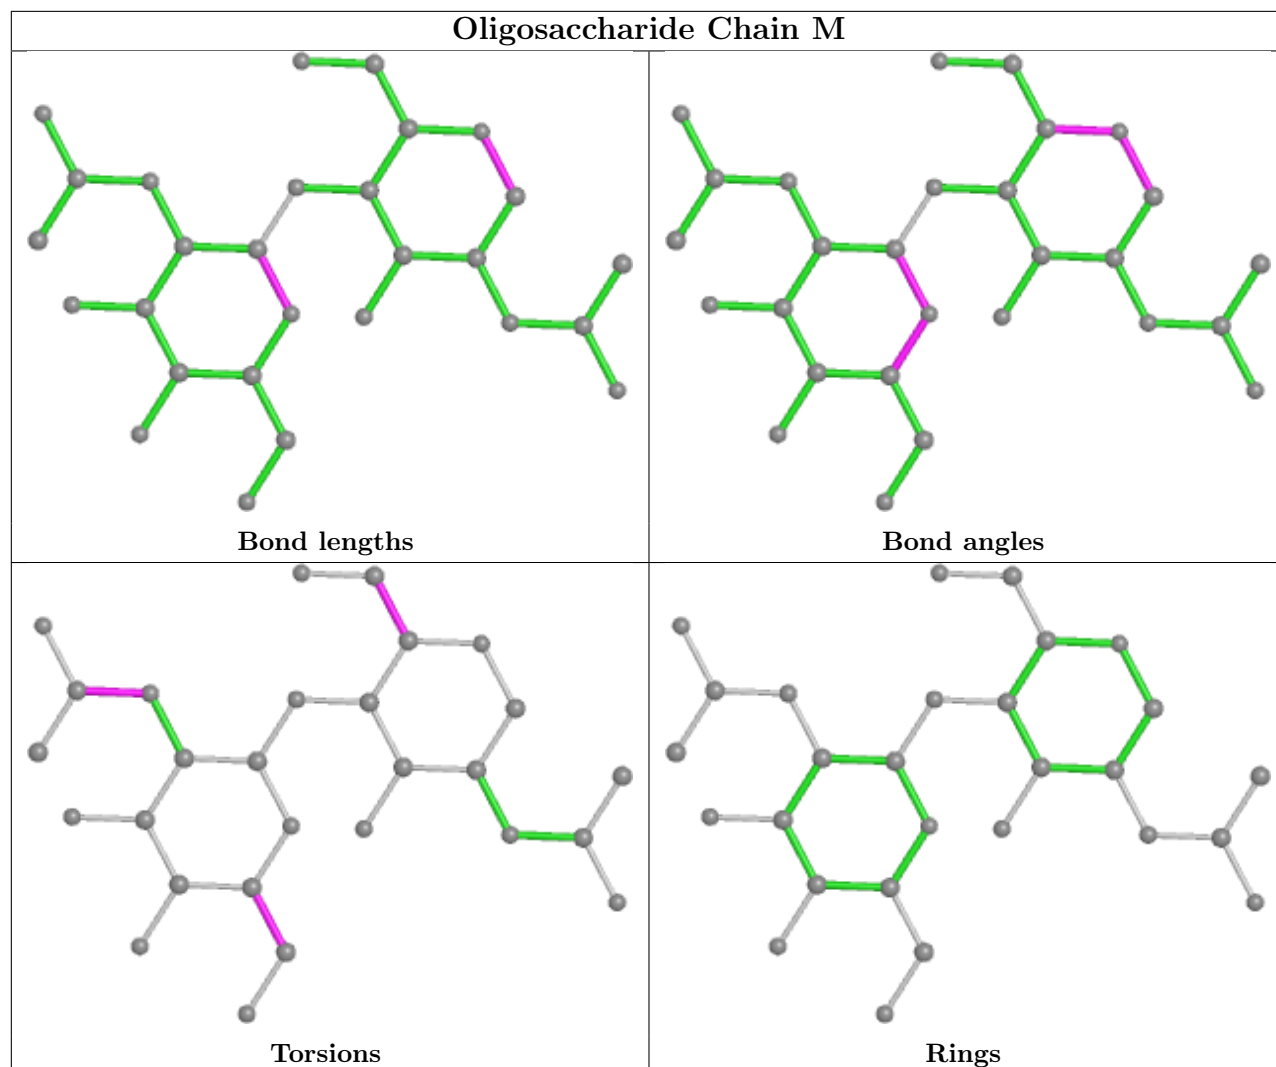 Oligosaccharide Chain M
Bond lengths
Bond angles
Torsions
Rings